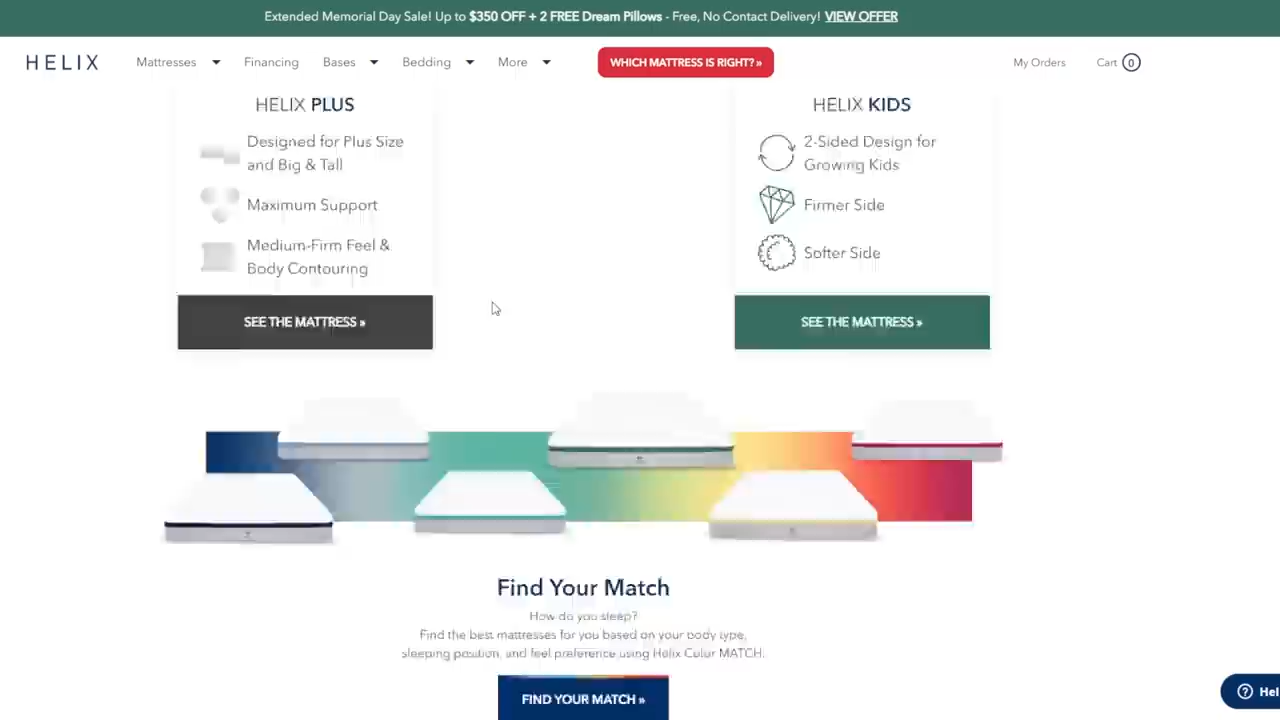 Extended Memorial Day Sale! Up to $350 OFF + 2 FREE Dream Pillows - Free, No Contact Delivery! VIEW OFFER
HELIX Mattresses Financing Bases Bedding More WHICH MATTRESS IS RIGHT? » My Orders Cart 0
HELIX PLUS
Designed for Plus Size
and Big & Tall
Maximum Support
Medium-Firm Feel &
Body Contouring
SEE THE MATTRESS »
HELIX KIDS
2-Sided Design for
Growing Kids
Firmer Side
Softer Side
SEE THE MATTRESS »
Find Your Match
How do you sleep?
Find the best mattresses for you based on your body type,
sleeping position, and feel preference using Helix Color MATCH.
FIND YOUR MATCH »
? Hel